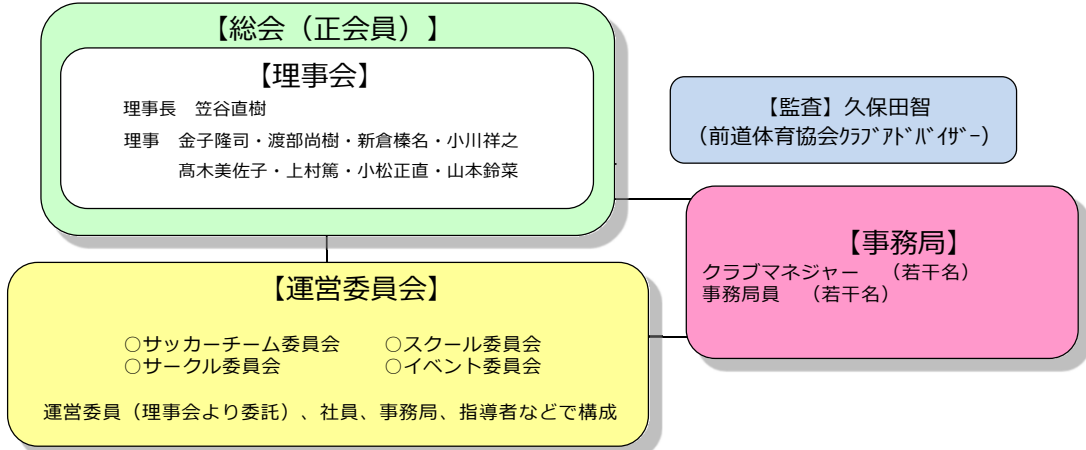 【総会（正会員）】
【理事会】
理事長　笠谷直樹
理事　金子隆司・渡部尚樹・新倉榛名・小川祥之
髙木美佐子・上村篤・小松正直・山本鈴菜
【監査】久保田智
（前道体育協会ｸﾗﾌﾞｱﾄﾞﾊﾞｲｻﾞｰ）
【事務局】
クラブマネジャー　（若干名）
事務局員　（若干名）
【運営委員会】
○サッカーチーム委員会　　○スクール委員会
○サークル委員会　　○イベント委員会
運営委員（理事会より委託）、社員、事務局、指導者などで構成